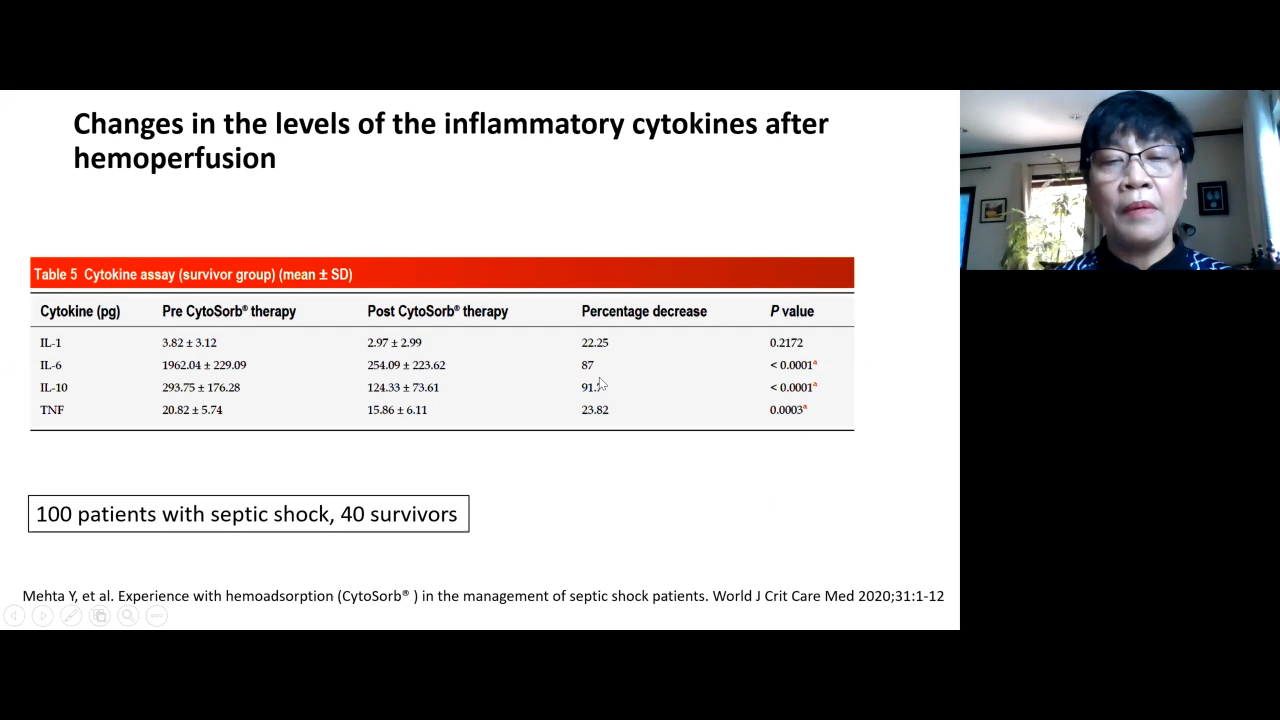 Changes in the levels of the inflammatory cytokines after
hemoperfusion
Table 5 Cytokine assay (survivor group) (mean ± SD)
Cytokine (pg) Pre CytoSorb® therapy Post CytoSorb® therapy Percentage decrease P value
IL-1 3.82 ± 3.12 2.97 ± 2.99 22.25 0.2172
IL-6 1962.04 ± 229.09 254.09 ± 223.62 87 < 0.0001a
IL-10 293.75 ± 176.28 124.33 ± 73.61 < 0.0001a
TNF 20.82 ± 5.74 15.86 ± 6.11 23.82 0.0003a
100 patients with septic shock, 40 survivors
Mehta Y, et al. Experience with hemoadsorption (CytoSorb® ) in the management of septic shock patients. World J Crit Care Med 2020;31:1-12